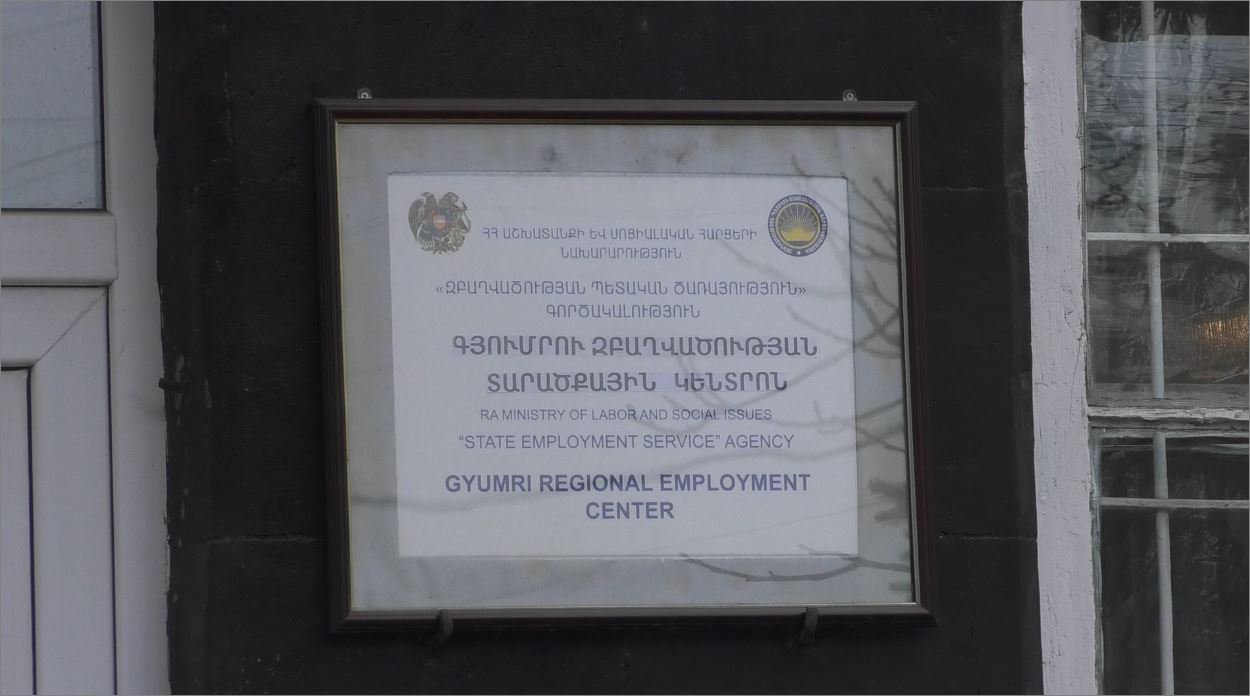 ՀՀ ԱՇԽԱՏԱՆՔԻ ԵՎ ՍՈՑԻԱԼԱԿԱՆ ՀԱՐՑԵՐԻ
ՆԱԽԱՐԱՐՈՒԹՅՈՒՆ
«ԶԲԱՂՎԱԾՈՒԹՅԱՆ ՊԵՏԱԿԱՆ ԾԱՌԱՅՈՒԹՅՈՒՆ»
ԳՈՐԾԱԿԱԼՈՒԹՅՈՒՆ
ԳՅՈՒՄՐՈՒ ԶԲԱՂՎԱԾՈՒԹՅԱՆ
ՏԱՐԱԾՔԱՅԻՆ ԿԵՆՏՐՈՆ
RA MINISTRY OF LABOR AND SOCIAL ISSUES
“STATE EMPLOYMENT SERVICE” AGENCY
GYUMRI REGIONAL EMPLOYMENT
CENTER